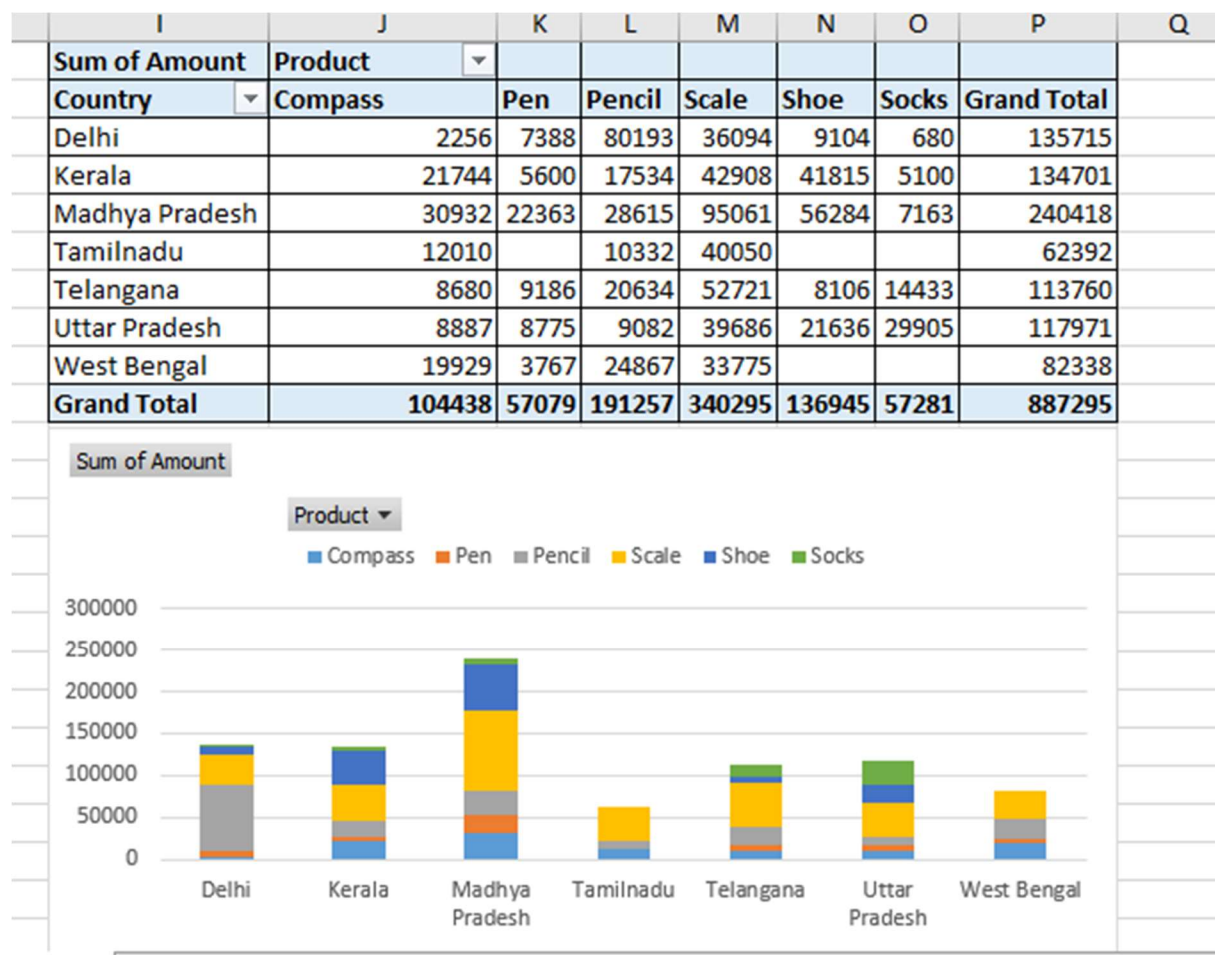 I J K L M N O P Q
Sum of Amount Product
Country Compass Pen Pencil Scale Shoe Socks Grand Total
Delhi 2256 7388 80193 36094 9104 680 135715
Kerala 21744 5600 17534 42908 41815 5100 134701
Madhya Pradesh 30932 22363 28615 95061 56284 7163 240418
Tamilnadu 12010 10332 40050 62392
Telangana 8680 9186 20634 52721 8106 14433 113760
Uttar Pradesh 8887 8775 9082 39686 21636 29905 117971
West Bengal 19929 3767 24867 33775 82338
Grand Total 104438 57079 191257 340295 136945 57281 887295
Sum of Amount
Product
Compass Pen Pencil Scale Shoe Socks
300000
250000
200000
150000
100000
50000
0
Delhi Kerala Madhya Tamilnadu Telangana Uttar West Bengal
Pradesh Pradesh